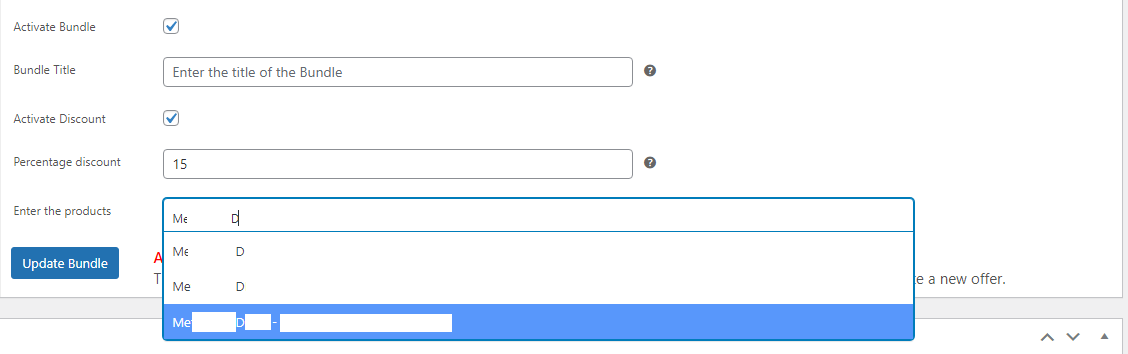 Activate Bundle
Bundle Title
Enter the title of the Bundle
Activate Discount
Percentage discount
15
Enter the products
Me D
Me D
Me D
Me D -
Update Bundle
A
T e a new offer.